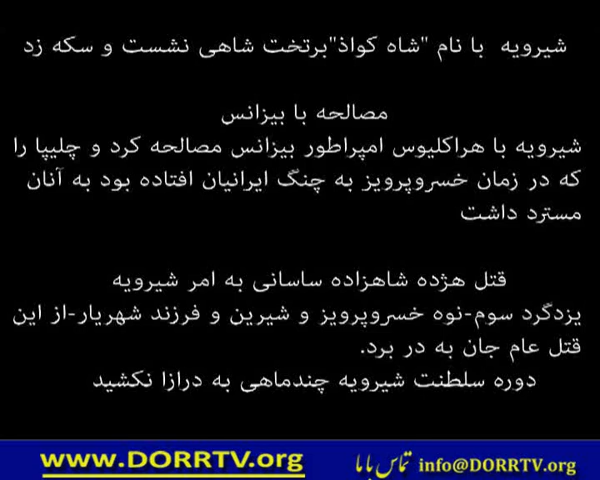 شیرویه با نام "شاه کواذ"برتخت شاهی نشست و سکه زد
مصالحه با بیزانس
شیرویه با هراکلیوس امپراطور بیزانس مصالحه کرد و چلیپا را
که در زمان خسروپرویز به چنگ ایرانیان افتاده بود به آنان
مسترد داشت
قتل هژده شاهزاده ساسانی به امر شیرویه
یزدگرد سوم-نوه خسروپرویز و شیرین و فرزند شهریار-از این
قتل عام جان به در برد.
دوره سلطنت شیرویه چندماهی به درازا نکشید
www.DORRTV.org تماس با ما info@DORRTV.org